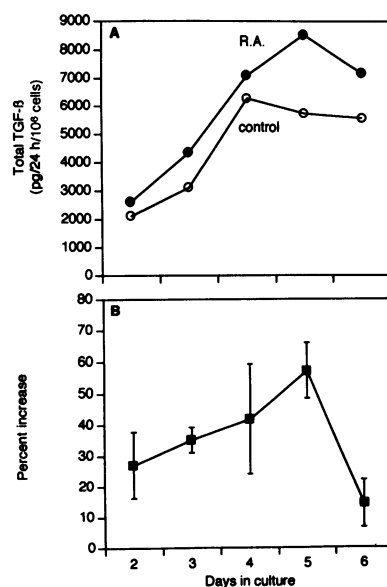 A
R.A.
control
Total TGF-ß
(pg/24 h/10⁶ cells)
9000
8000
7000
6000
5000
4000
3000
2000
1000
0
B
Percent increase
80
70
60
50
40
30
20
10
0
2 3 4 5 6
Days in culture